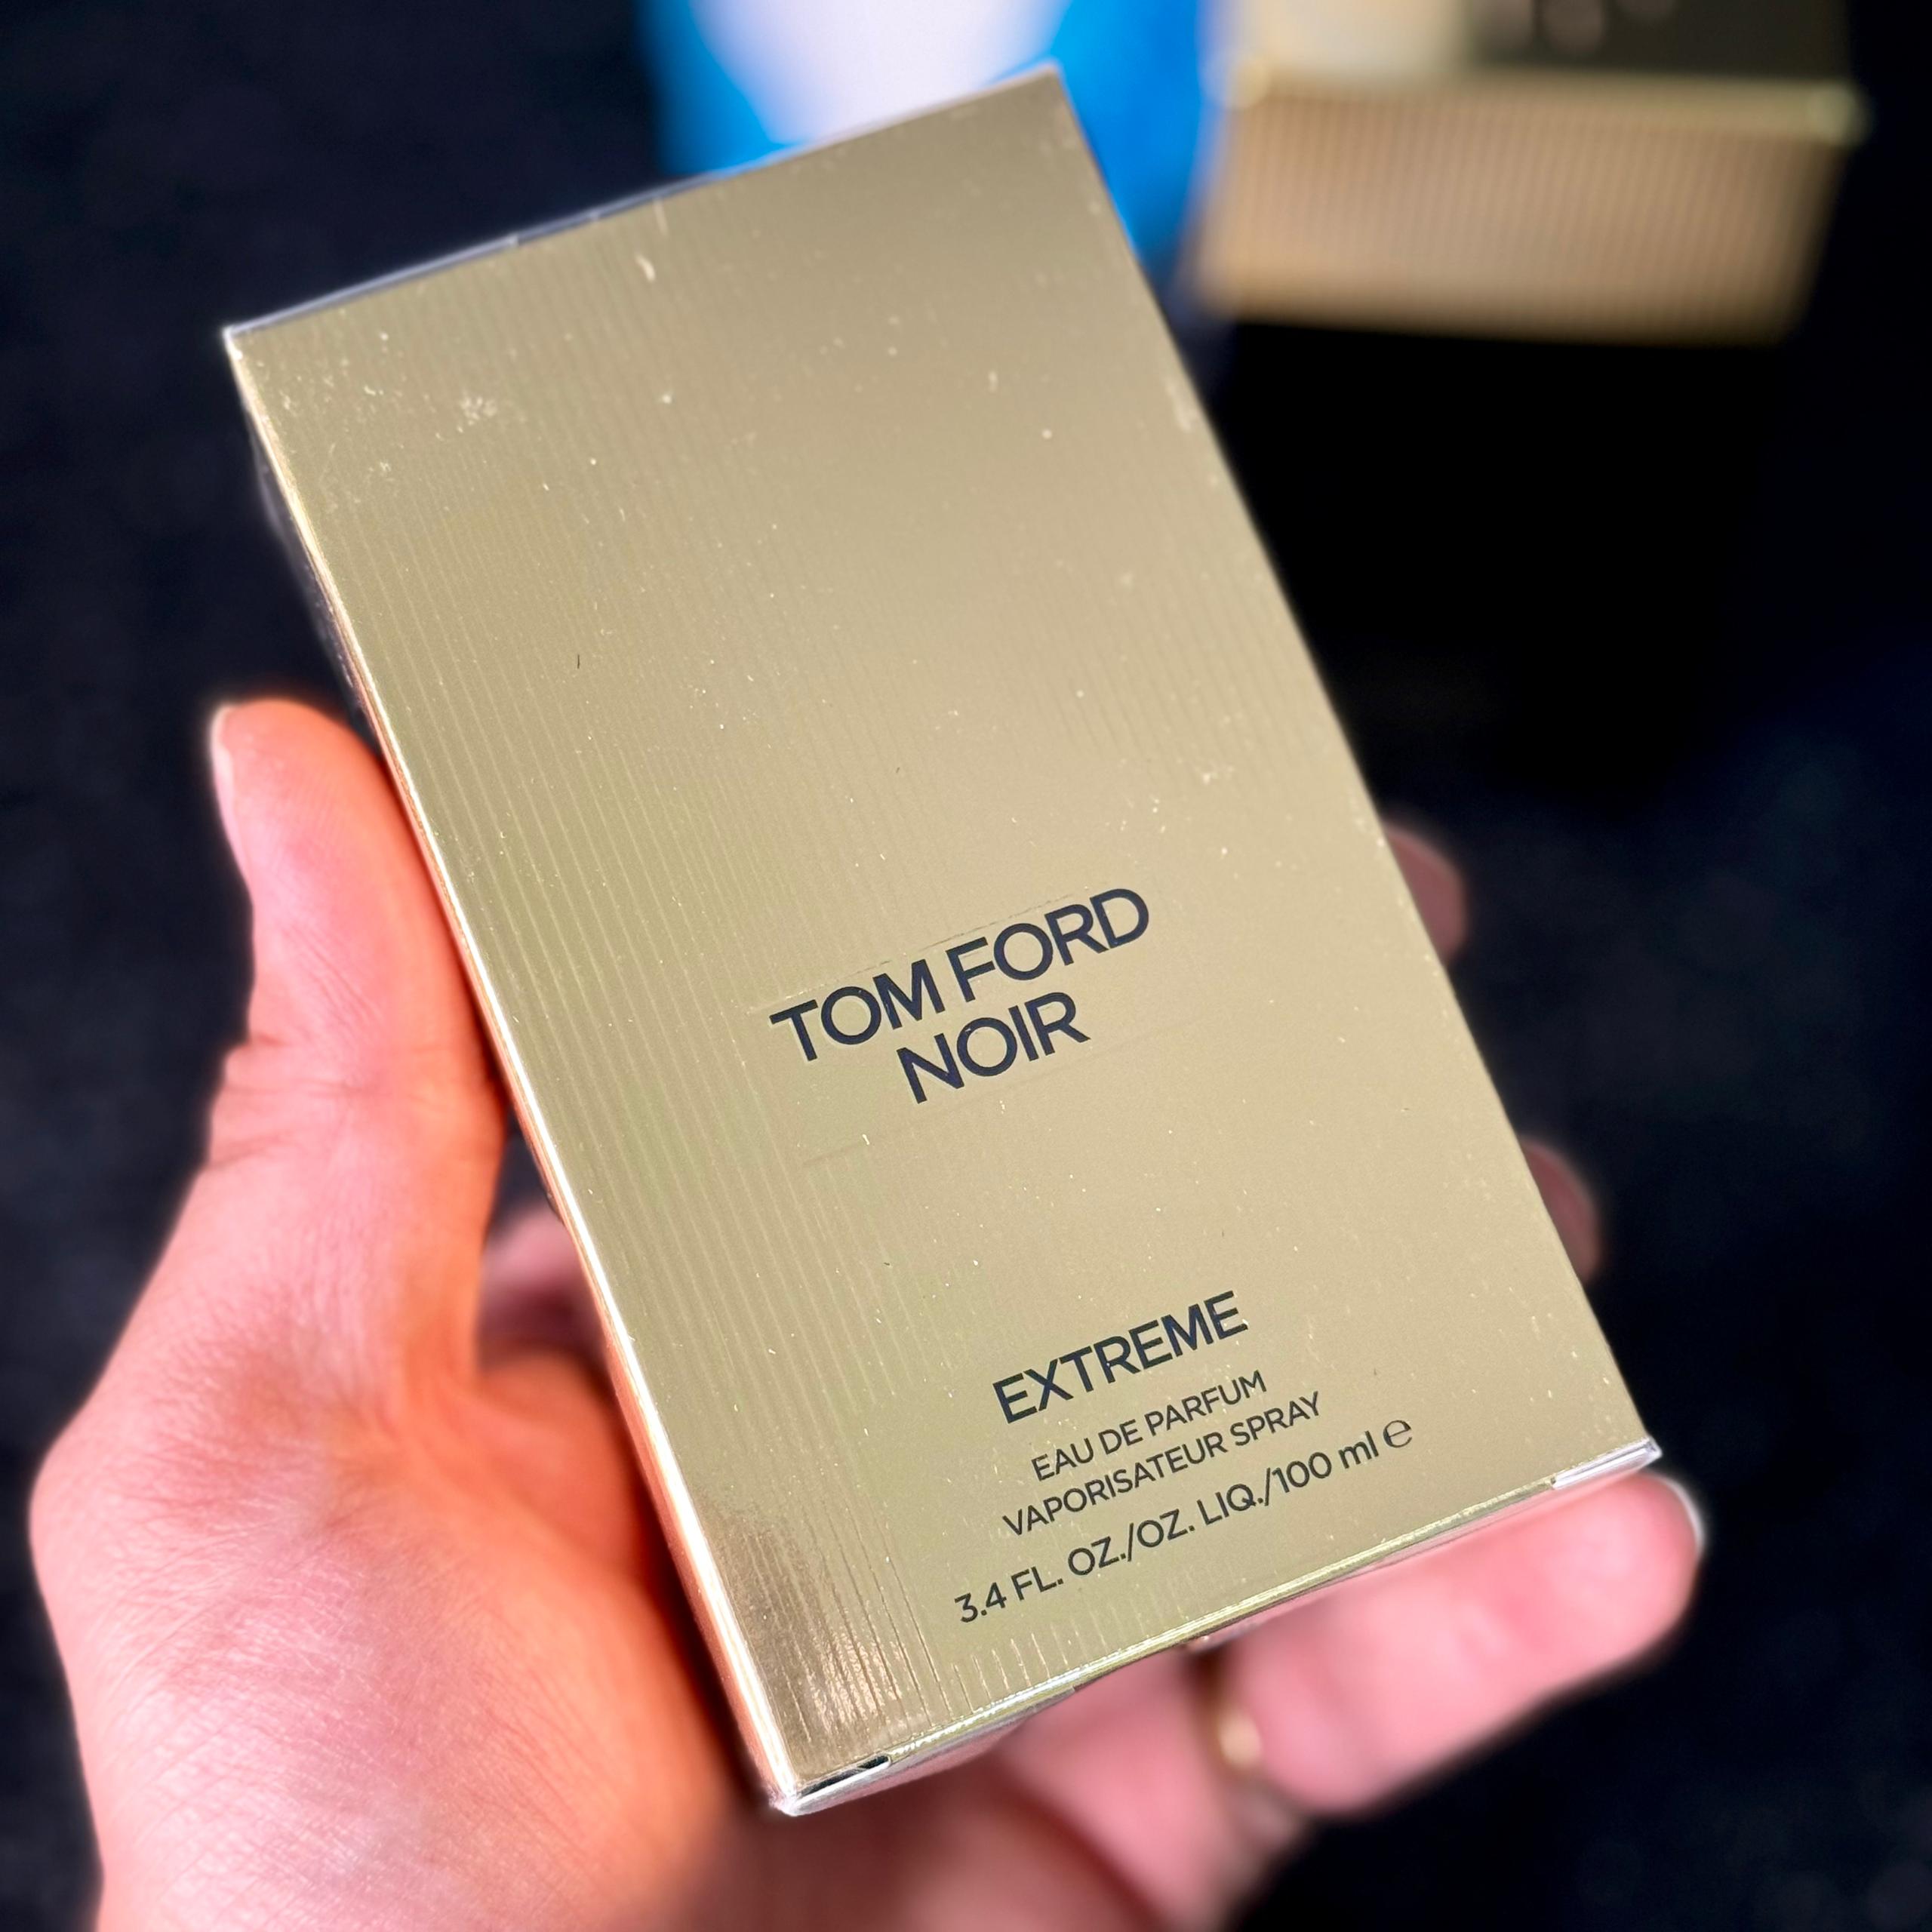 TOM FORD
NOIR
EXTREME
EAU DE PARFUM
VAPORISATEUR SPRAY
3.4 FL. OZ./OZ. LIQ./100 ml ℮